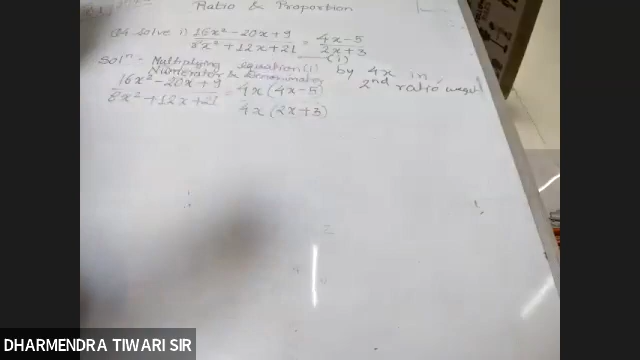 Ratio & Proportion
Q4 Solve i) 16x² - 20x + 9 / 8x² + 12x + 21 = 4x - 5 / 2x + 3 —(1)
Solⁿ - Multiplying equation (1) by 4x in
Numerator & Denominator 2nd ratio we get
16x² - 20x + 9 / 8x² + 12x + 21 = 4x (4x - 5) / 4x (2x + 3)
DHARMENDRA TIWARI SIR